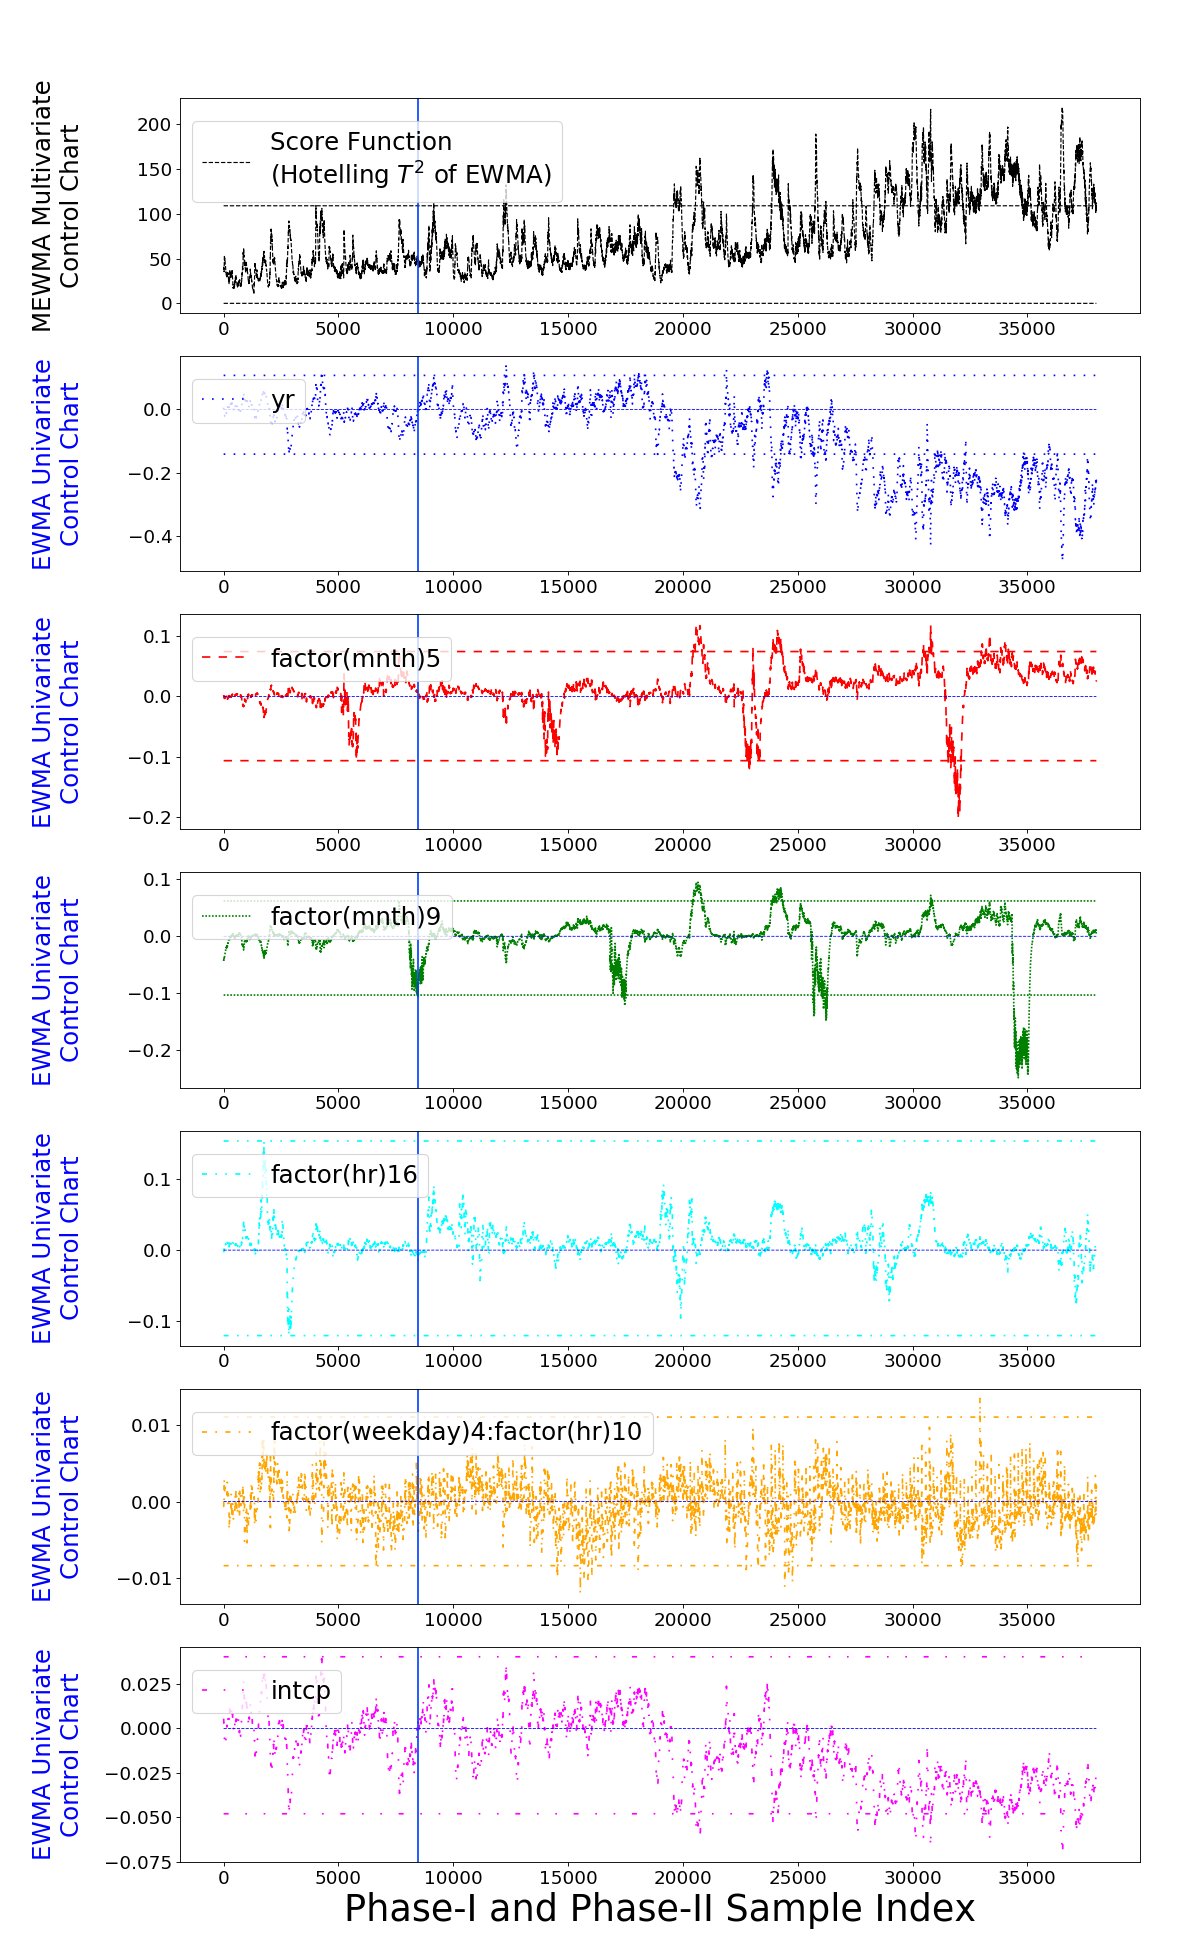 MEWMA Multivariate
Control Chart
200
150
100
50
0
Score Function
(Hotelling T² of EWMA)
0 5000 10000 15000 20000 25000 30000 35000
EWMA Univariate
Control Chart
0.0
−0.2
−0.4
yr
0 5000 10000 15000 20000 25000 30000 35000
EWMA Univariate
Control Chart
0.1
0.0
−0.1
−0.2
factor(mnth)5
0 5000 10000 15000 20000 25000 30000 35000
EWMA Univariate
Control Chart
0.1
0.0
−0.1
−0.2
factor(mnth)9
0 5000 10000 15000 20000 25000 30000 35000
EWMA Univariate
Control Chart
0.1
0.0
−0.1
factor(hr)16
0 5000 10000 15000 20000 25000 30000 35000
EWMA Univariate
Control Chart
0.01
0.00
−0.01
factor(weekday)4:factor(hr)10
0 5000 10000 15000 20000 25000 30000 35000
EWMA Univariate
Control Chart
0.025
0.000
−0.025
−0.050
−0.075
intcp
0 5000 10000 15000 20000 25000 30000 35000
Phase-I and Phase-II Sample Index